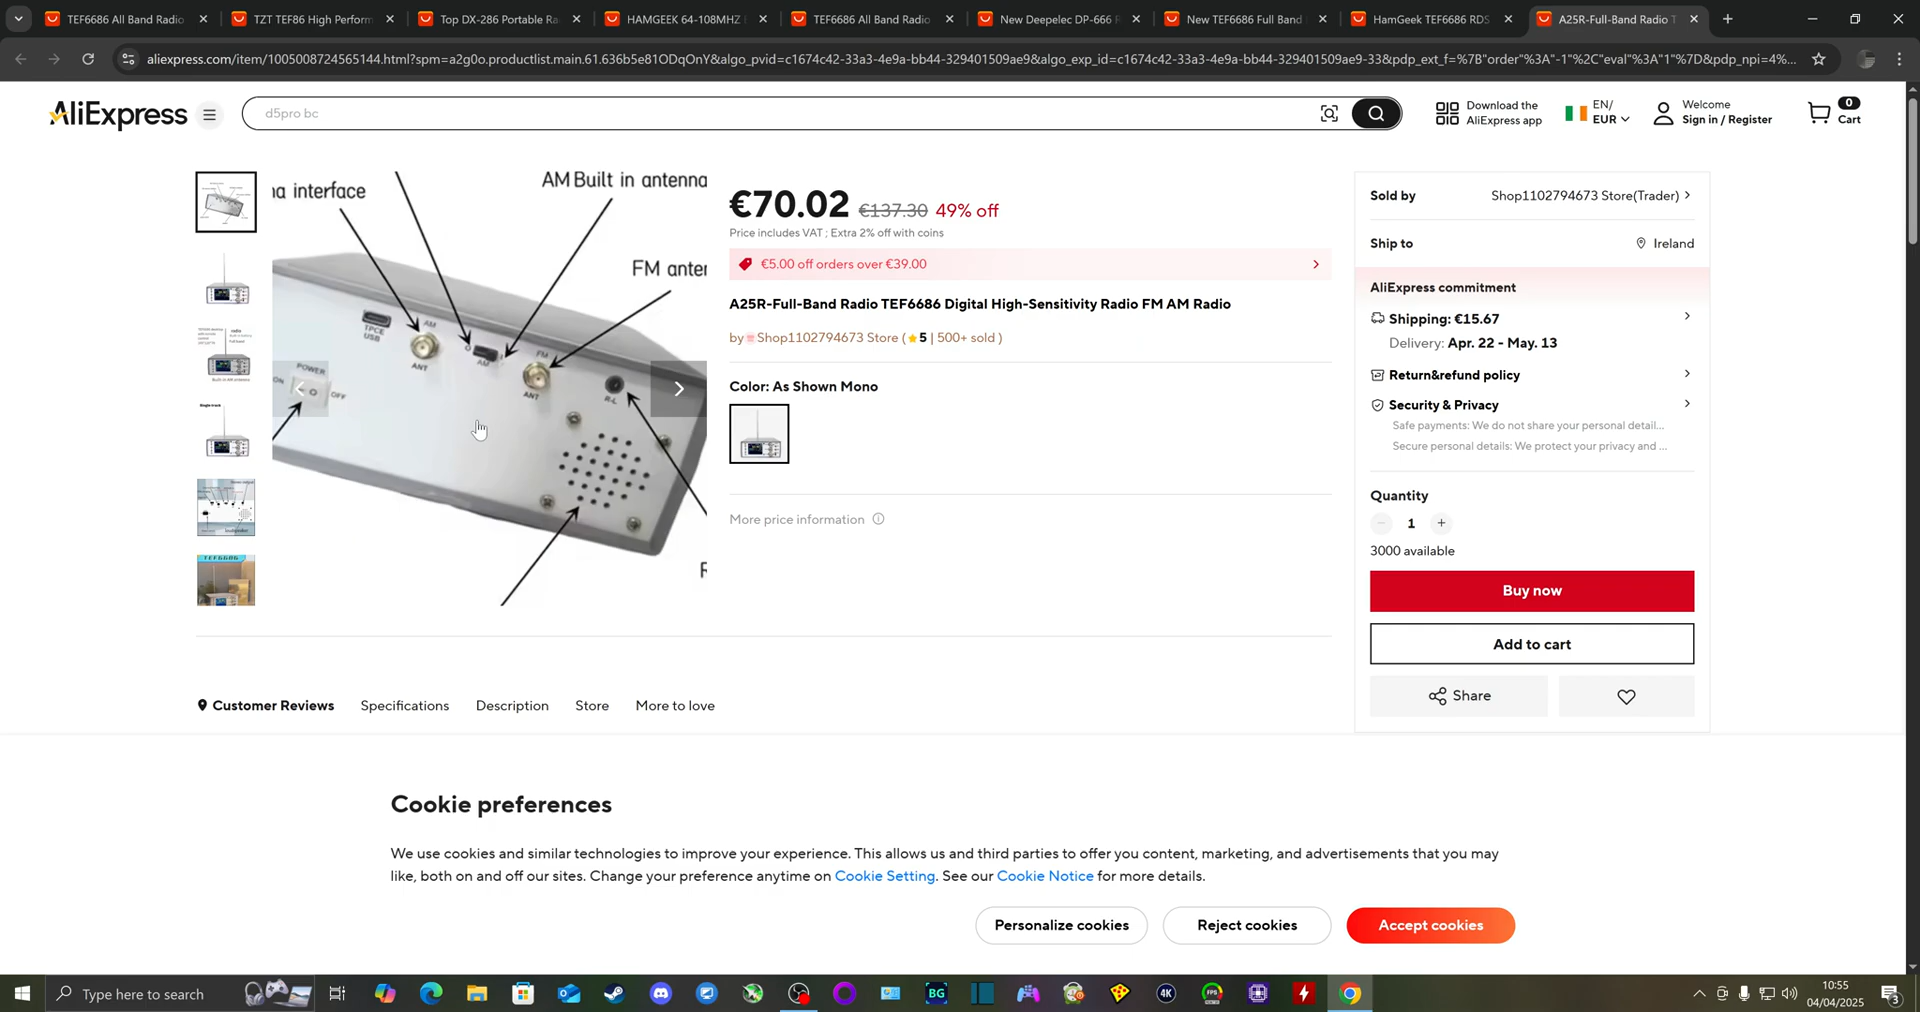 TEF6686 All Band Radio
TZT TEF86 High Perform
Top DX-286 Portable Ra
HAMGEEK 64-108MHZ
TEF6686 All Band Radio
New Deepelec DP-666 R
New TEF6686 Full Band
HamGeek TEF6686 RDS
A25R-Full-Band Radio T
aliexpress.com/item/1005008724565144.html?spm=a2g0o.productlist.main.61.636b5e81ODqOnY&algo_pvid=c1674c42-33a3-4e9a-bb44-329401509ae9&algo_exp_id=c1674c42-33a3-4e9a-bb44-329401509ae9-33&pdp_ext_f=%7B"order"%3A"-1"%2C"eval"%3A"1"%7D&pdp_npi=4%...
AliExpress
d5pro bc
Download the
AliExpress app
EN/
EUR
Welcome
Sign in / Register
0
Cart
na interface
AM Built in antenna
FM anten
TPCE
USB
AM
ANT
AM
FM
ANT
R-L
POWER
ON
OFF
R
TEF6686
€70.02 €137.30 49% off
Price includes VAT ; Extra 2% off with coins
€5.00 off orders over €39.00
A25R-Full-Band Radio TEF6686 Digital High-Sensitivity Radio FM AM Radio
by Shop1102794673 Store ( 5 | 500+ sold )
Color: As Shown Mono
More price information
Sold by Shop1102794673 Store(Trader)
Ship to Ireland
AliExpress commitment
Shipping: €15.67
Delivery: Apr. 22 - May. 13
Return&refund policy
Security & Privacy
Safe payments: We do not share your personal detail...
Secure personal details: We protect your privacy and ...
Quantity
1
3000 available
Buy now
Add to cart
Share
Customer Reviews
Specifications
Description
Store
More to love
Cookie preferences
We use cookies and similar technologies to improve your experience. This allows us and third parties to offer you content, marketing, and advertisements that you may
like, both on and off our sites. Change your preference anytime on Cookie Setting. See our Cookie Notice for more details.
Personalize cookies
Reject cookies
Accept cookies
Type here to search
BG
4K
FPS
10:55
04/04/2025
3